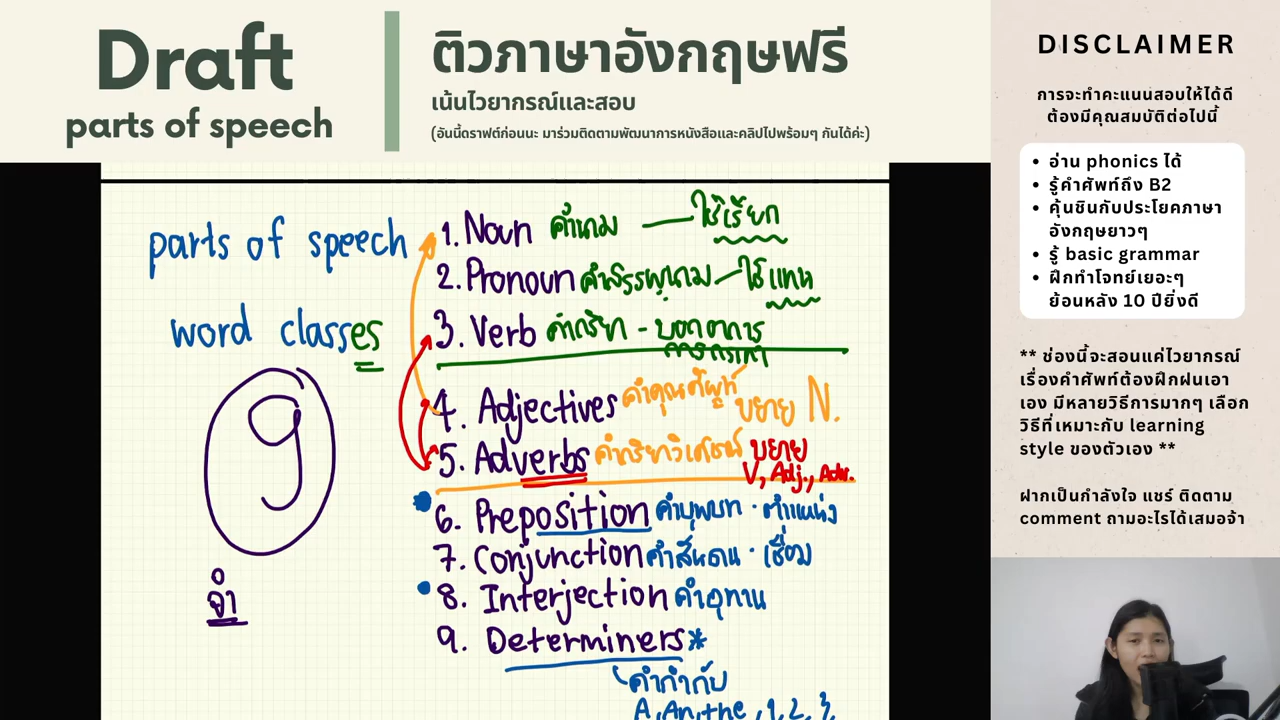 Draft
parts of speech
ติวภาษาอังกฤษฟรี
เน้นไวยากรณ์และสอบ
(อันนี้ดราฟต์ก่อนนะ มาร่วมติดตามพัฒนาการหนังสือและคลิปไปพร้อมๆ กันได้ค่ะ)
parts of speech
word classes
9
จำ
1. Noun คำนาม — ใช้เรียก
2. Pronoun คำสรรพนาม — ใช้แทน
3. Verb คำกริยา - บอกอาการ
การกระทำ
4. Adjectives คำคุณศัพท์ ขยาย N.
5. Adverbs คำกริยาวิเศษณ์ ขยาย
V, Adj., Adv.
6. Preposition คำบุพบท · ตำแหน่ง
7. Conjunction คำสันธาน · เชื่อม
8. Interjection คำอุทาน
9. Determiners*
คำกำกับ
A, An, the, 1, 2, 3,
DISCLAIMER
การจะทำคะแนนสอบให้ได้ดี
ต้องมีคุณสมบัติต่อไปนี้
• อ่าน phonics ได้
• รู้คำศัพท์ถึง B2
• คุ้นชินกับประโยคภาษา
อังกฤษยาวๆ
• รู้ basic grammar
• ฝึกทำโจทย์เยอะๆ
ย้อนหลัง 10 ปียิ่งดี
** ช่องนี้จะสอนแค่ไวยากรณ์
เรื่องคำศัพท์ต้องฝึกฝนเอา
เอง มีหลายวิธีการมากๆ เลือก
วิธีที่เหมาะกับ learning
style ของตัวเอง **
ฝากเป็นกำลังใจ แชร์ ติดตาม
comment ถามอะไรได้เสมอจ้า